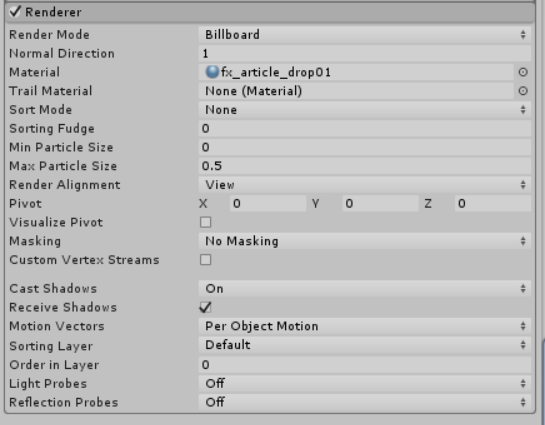 Renderer
Render Mode Billboard
Normal Direction 1
Material fx_article_drop01
Trail Material None (Material)
Sort Mode None
Sorting Fudge 0
Min Particle Size 0
Max Particle Size 0.5
Render Alignment View
Pivot X 0 Y 0 Z 0
Visualize Pivot
Masking No Masking
Custom Vertex Streams
Cast Shadows On
Receive Shadows
Motion Vectors Per Object Motion
Sorting Layer Default
Order in Layer 0
Light Probes Off
Reflection Probes Off